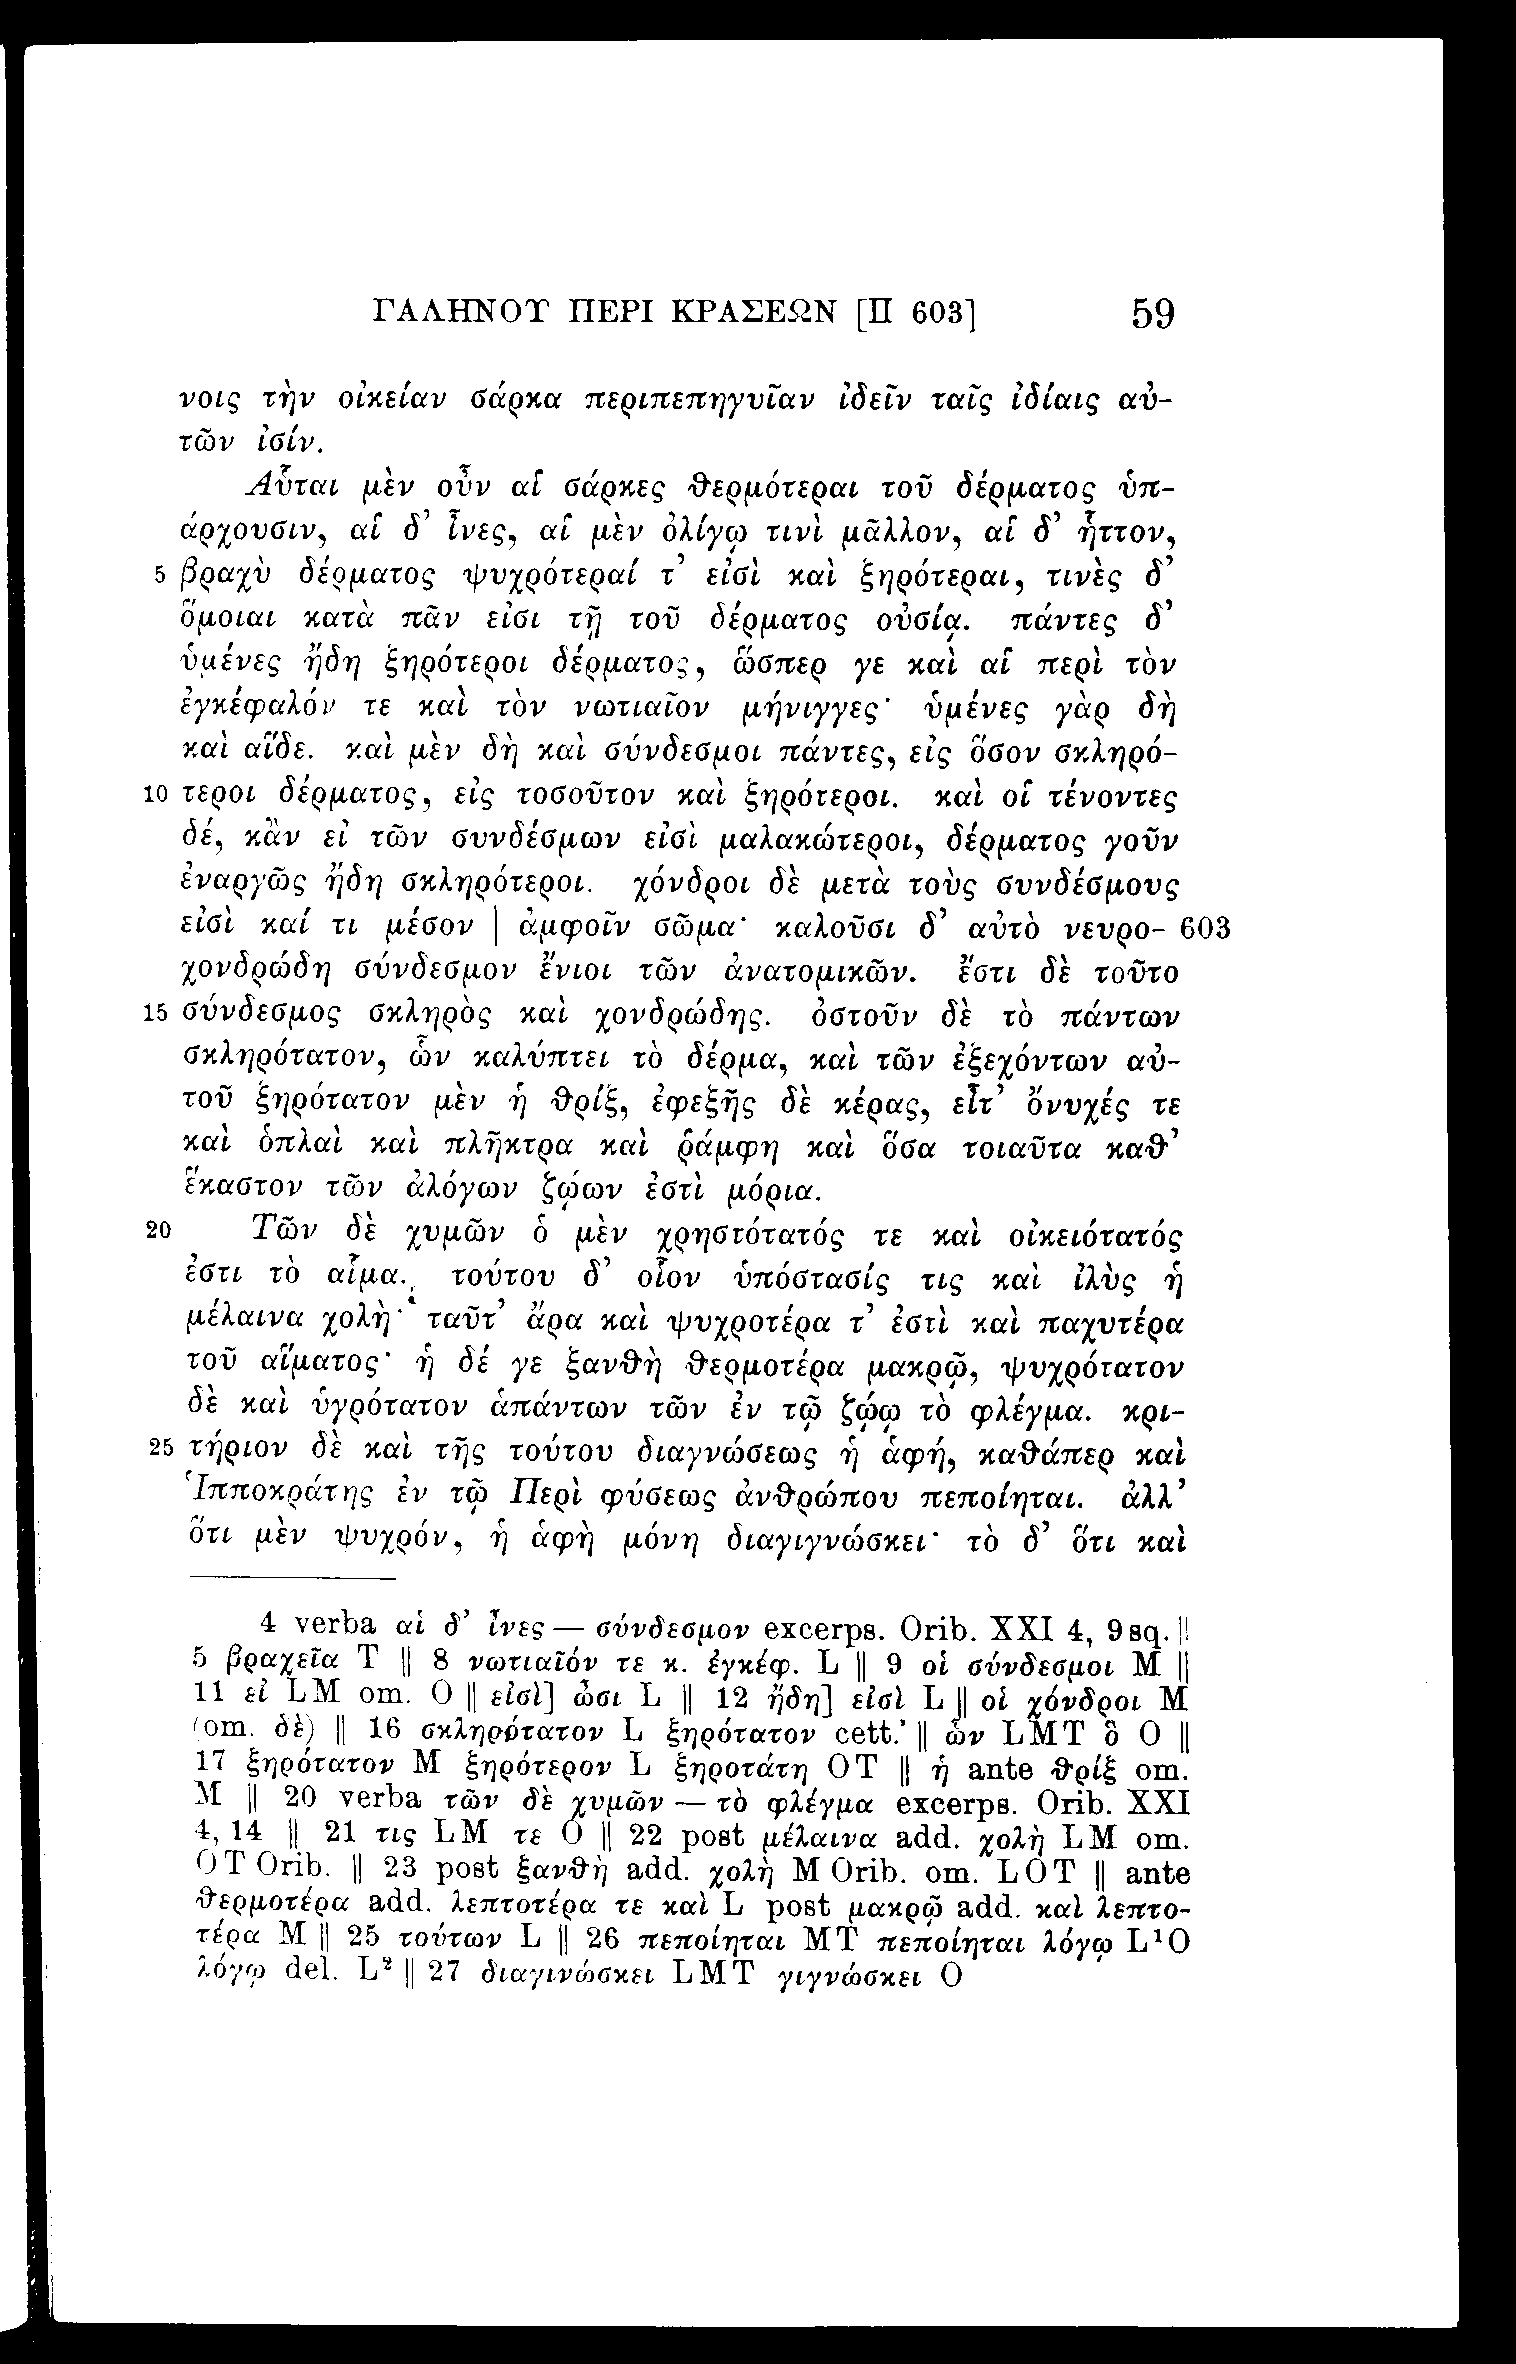 ΓΑΛΗΝΟΥ ΠΕΡΙ ΚΡΑΣΕΩΝ [II 603] 59
νοις τὴν οἰκείαν σάρκα περιπεπηγυῖαν ἰδεῖν ταῖς ἰδίαις αὐ-
τῶν ἰσίν.
Αὗται μὲν οὖν αἱ σάρκες θερμότεραι τοῦ δέρματος ὑπ-
άρχουσιν, αἱ δ’ ἶνες, αἱ μὲν ὀλίγῳ τινὶ μᾶλλον, αἱ δ’ ἧττον,
5 βραχὺ δέρματος ψυχρότεραί τ’ εἰσὶ καὶ ξηρότεραι, τινὲς δ’
ὅμοιαι κατὰ πᾶν εἰσι τῇ τοῦ δέρματος οὐσίᾳ. πάντες δ’
ὑμένες ἤδη ξηρότεροι δέρματος, ὥσπερ γε καὶ αἱ περὶ τὸν
ἐγκέφαλόν τε καὶ τὸν νωτιαῖον μήνιγγες· ὑμένες γὰρ δὴ
καὶ αἵδε. καὶ μὲν δὴ καὶ σύνδεσμοι πάντες, εἰς ὅσον σκληρό-
10 τεροι δέρματος, εἰς τοσοῦτον καὶ ξηρότεροι. καὶ οἱ τένοντες
δέ, κἂν εἰ τῶν συνδέσμων εἰσὶ μαλακώτεροι, δέρματος γοῦν
ἐναργῶς ἤδη σκληρότεροι. χόνδροι δὲ μετὰ τοὺς συνδέσμους
εἰσὶ καί τι μέσον | ἀμφοῖν σῶμα· καλοῦσι δ’ αὐτὸ νευρο- 603
χονδρώδη σύνδεσμον ἔνιοι τῶν ἀνατομικῶν. ἔστι δὲ τοῦτο
15 σύνδεσμος σκληρὸς καὶ χονδρώδης. ὀστοῦν δὲ τὸ πάντων
σκληρότατον, ὧν καλύπτει τὸ δέρμα, καὶ τῶν ἐξεχόντων αὐ-
τοῦ ξηρότατον μὲν ἡ θρίξ, ἐφεξῆς δὲ κέρας, εἶτ’ ὄνυχές τε
καὶ ὁπλαὶ καὶ πλῆκτρα καὶ ῥάμφη καὶ ὅσα τοιαῦτα καθ’
ἕκαστον τῶν ἀλόγων ζῴων ἐστὶ μόρια.
20 Τῶν δὲ χυμῶν ὁ μὲν χρηστότατός τε καὶ οἰκειότατός
ἐστι τὸ αἷμα. τούτου δ’ οἷον ὑπόστασίς τις καὶ ἰλὺς ἡ
μέλαινα χολὴ· ταῦτ’ ἄρα καὶ ψυχροτέρα τ’ ἐστὶ καὶ παχυτέρα
τοῦ αἵματος· ἡ δέ γε ξανθὴ θερμοτέρα μακρῷ, ψυχρότατον
δὲ καὶ ὑγρότατον ἁπάντων τῶν ἐν τῷ ζῴῳ τὸ φλέγμα. κρι-
25 τήριον δὲ καὶ τῆς τούτου διαγνώσεως ἡ ἁφή, καθάπερ καὶ
Ἱπποκράτης ἐν τῷ Περὶ φύσεως ἀνθρώπου πεποίηται. ἀλλ’
ὅτι μὲν ψυχρόν, ἡ ἁφὴ μόνη διαγιγνώσκει· τὸ δ’ ὅτι καὶ
4 verba αἱ δ’ ἶνες — σύνδεσμον excerps. Orib. XXI 4, 9 sq. ||
5 βραχεῖα T || 8 νωτιαῖόν τε κ. ἐγκέφ. L || 9 οἱ σύνδεσμοι M ||
11 εἰ LM om. O || εἰσὶ] ὦσι L || 12 ἤδη] εἰσὶ L || οἱ χόνδροι M
(om. δὲ) || 16 σκληρότατον L ξηρότατον cett. || ὧν LMT ὃ O ||
17 ξηρότατον M ξηρότερον L ξηροτάτη OT || ἡ ante θρίξ om.
M || 20 verba τῶν δὲ χυμῶν — τὸ φλέγμα excerps. Orib. XXI
4, 14 || 21 τις LM τε O || 22 post μέλαινα add. χολὴ LM om.
OT Orib. || 23 post ξανθὴ add. χολὴ M Orib. om. LOT || ante
θερμοτέρα add. λεπτοτέρα τε καὶ L post μακρῷ add. καὶ λεπτο-
τέρα M || 25 τούτων L || 26 πεποίηται MT πεποίηται λόγῳ L¹O
λόγῳ del. L² || 27 διαγινώσκει LMT γιγνώσκει O